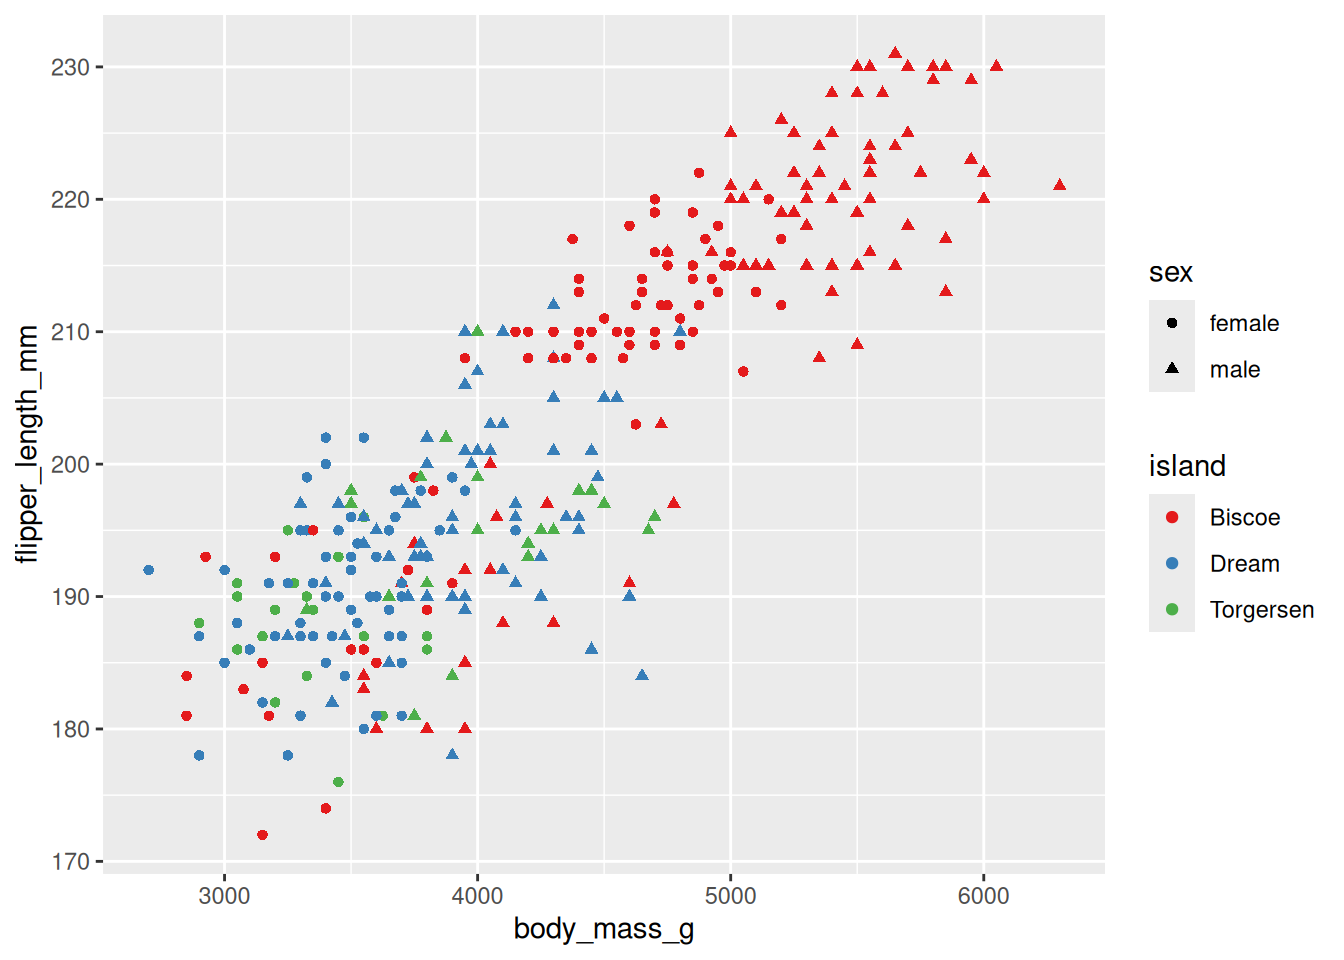 230
220
210
200
190
180
170
flipper_length_mm
3000 4000 5000 6000
body_mass_g
sex
female
male
island
Biscoe
Dream
Torgersen